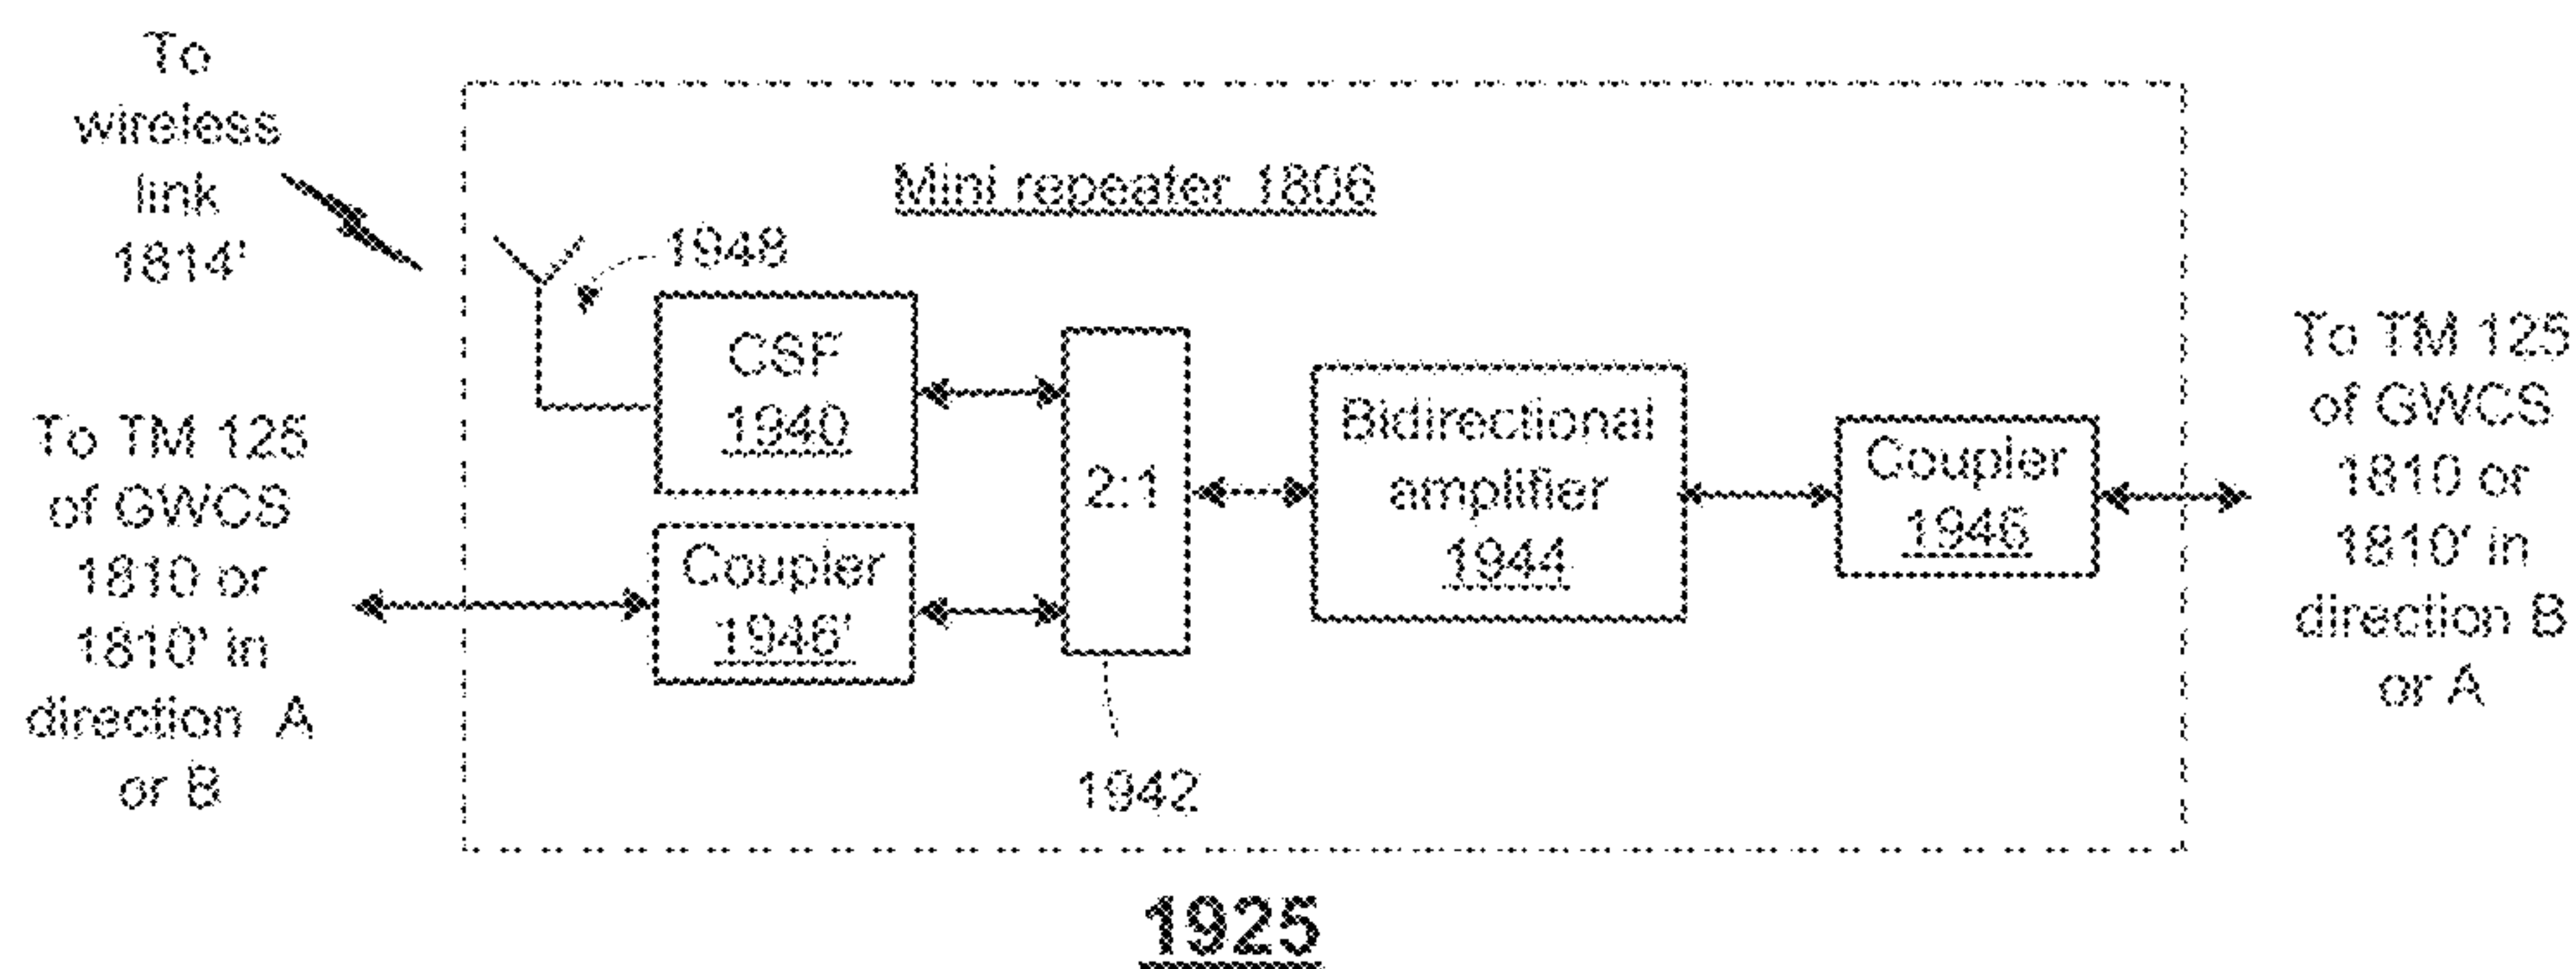 To
wireless
link
1814'
To TM 125
of GWCS
1810 or
1810' in
direction A
or B
Mini repeater 1806
1948
CSF
1940
Coupler
1946'
2:1
1942
Bidirectional
amplifier
1944
Coupler
1946
To TM 125
of GWCS
1810 or
1810' in
direction B
or A
1925